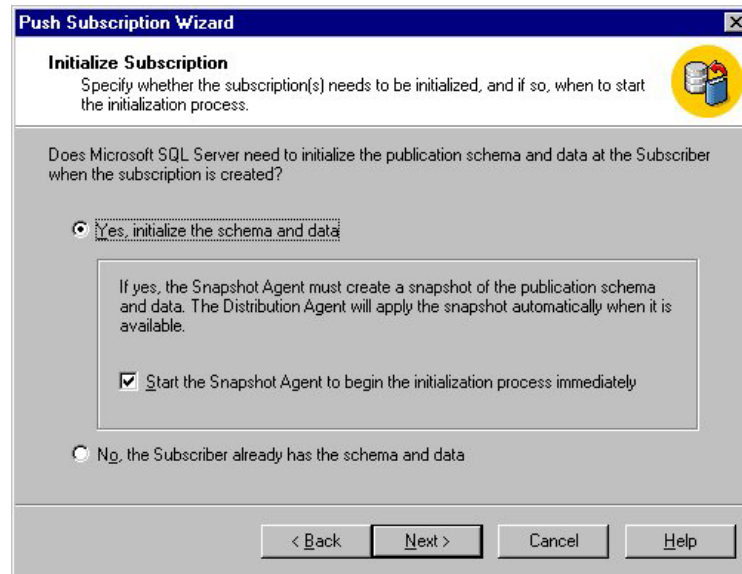 Push Subscription Wizard
Initialize Subscription
Specify whether the subscription(s) needs to be initialized, and if so, when to start
the initialization process.
Does Microsoft SQL Server need to initialize the publication schema and data at the Subscriber
when the subscription is created?
Yes, initialize the schema and data
If yes, the Snapshot Agent must create a snapshot of the publication schema
and data. The Distribution Agent will apply the snapshot automatically when it is
available.
Start the Snapshot Agent to begin the initialization process immediately
No, the Subscriber already has the schema and data
< Back Next > Cancel Help